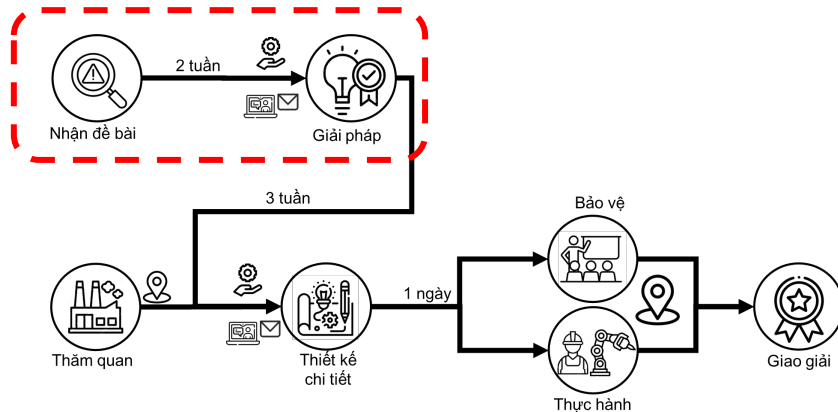 2 tuần
Nhận đề bài
Giải pháp
3 tuần
Bảo vệ
1 ngày
Thăm quan
Thiết kế
chi tiết
Giao giải
Thực hành